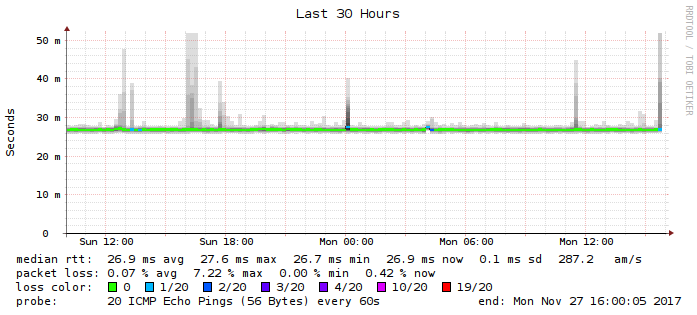 Last 30 Hours
RRDTOOL / TOBI OETIKER
Seconds
50 m
40 m
30 m
20 m
10 m
0
Sun 12:00 Sun 18:00 Mon 00:00 Mon 06:00 Mon 12:00
median rtt: 26.9 ms avg 27.6 ms max 26.7 ms min 26.9 ms now 0.1 ms sd 287.2 am/s
packet loss: 0.07 % avg 7.22 % max 0.00 % min 0.42 % now
loss color: 0 1/20 2/20 3/20 4/20 10/20 19/20
probe: 20 ICMP Echo Pings (56 Bytes) every 60s end: Mon Nov 27 16:00:05 2017